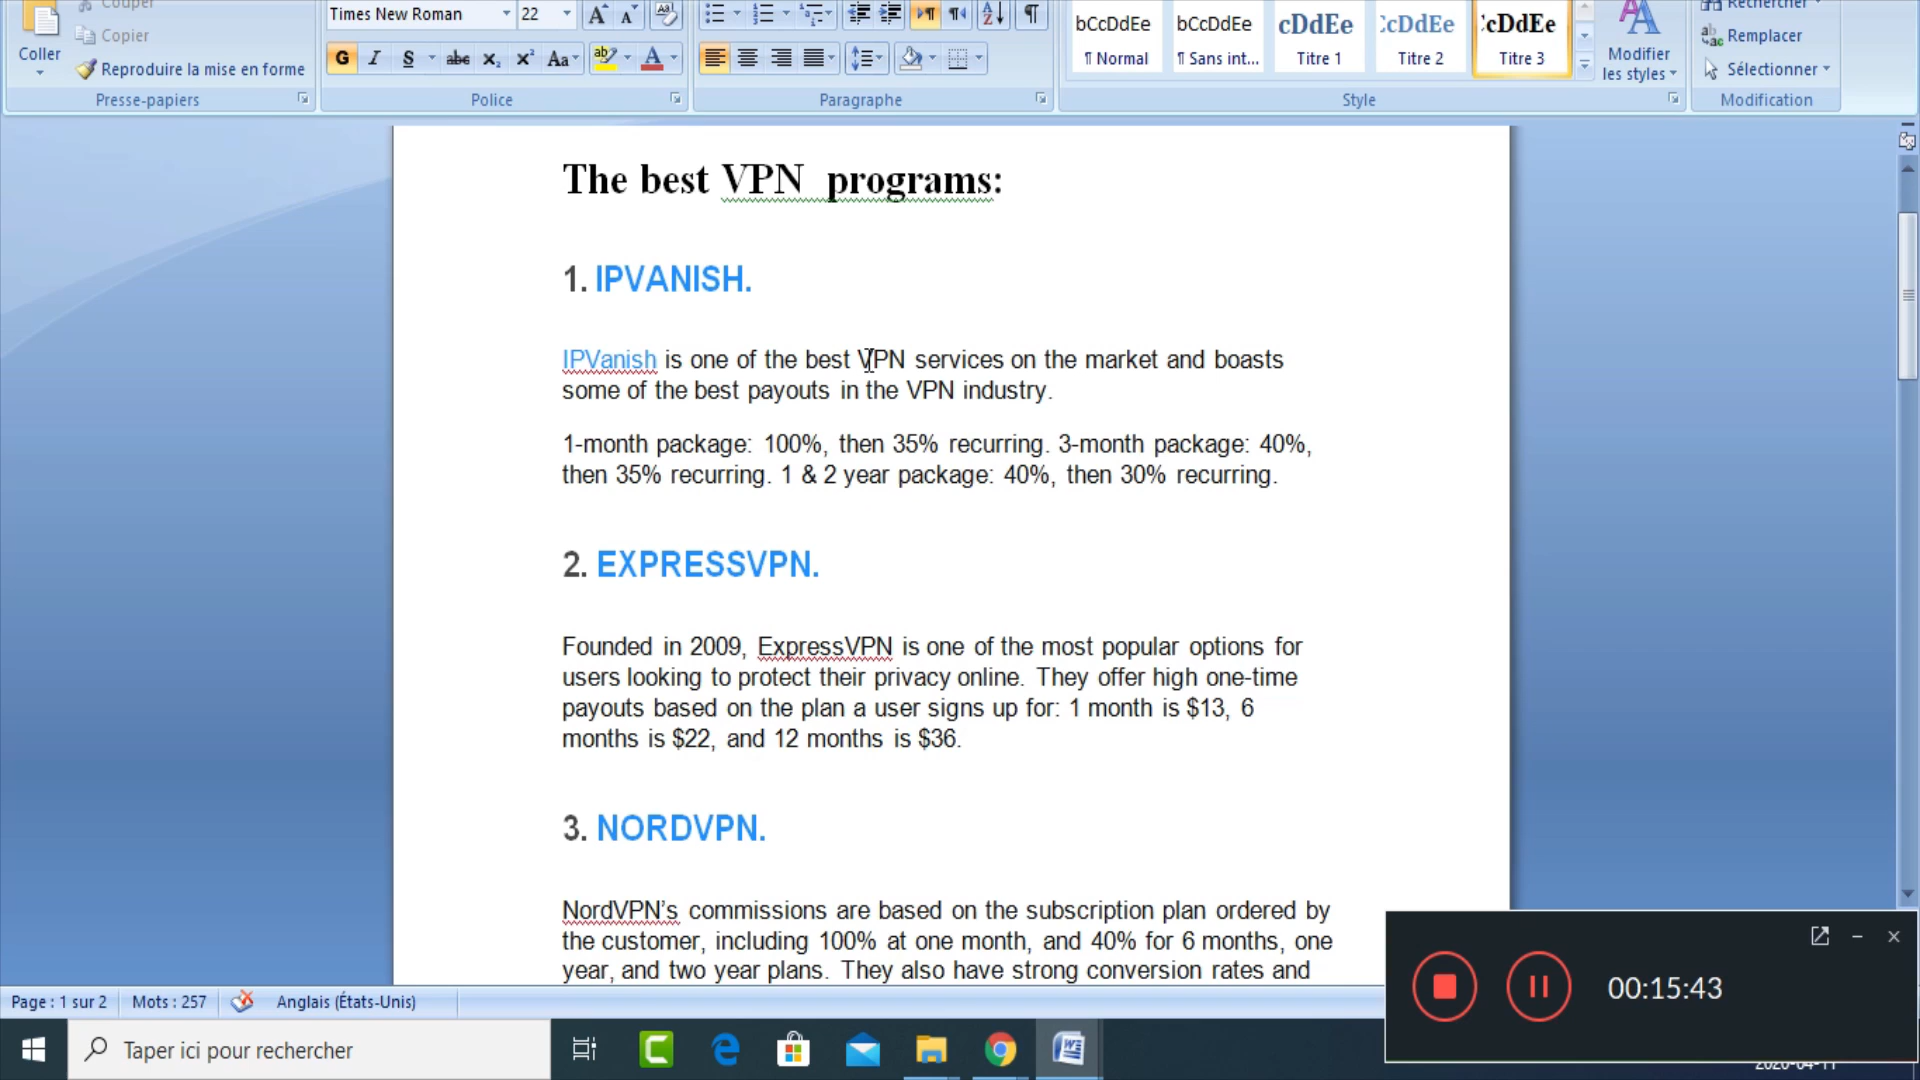 Couper
Rechercher
Times New Roman
22
Copier
Coller
Reproduire la mise en forme
Remplacer
G I S abc X₂ X² Aa ab A
bCcDdEe bCcDdEe cDdEe cDdEe cDdEe
¶ Normal ¶ Sans int... Titre 1 Titre 2 Titre 3
Modifier
les styles
Sélectionner
Presse-papiers Police Paragraphe Style Modification
The best VPN programs:
1. IPVANISH.
IPVanish is one of the best VPN services on the market and boasts
some of the best payouts in the VPN industry.
1-month package: 100%, then 35% recurring. 3-month package: 40%,
then 35% recurring. 1 & 2 year package: 40%, then 30% recurring.
2. EXPRESSVPN.
Founded in 2009, ExpressVPN is one of the most popular options for
users looking to protect their privacy online. They offer high one-time
payouts based on the plan a user signs up for: 1 month is $13, 6
months is $22, and 12 months is $36.
3. NORDVPN.
NordVPN’s commissions are based on the subscription plan ordered by
the customer, including 100% at one month, and 40% for 6 months, one
year, and two year plans. They also have strong conversion rates and
00:15:43
Page : 1 sur 2 Mots : 257 Anglais (États-Unis)
Taper ici pour rechercher
2020-04-11